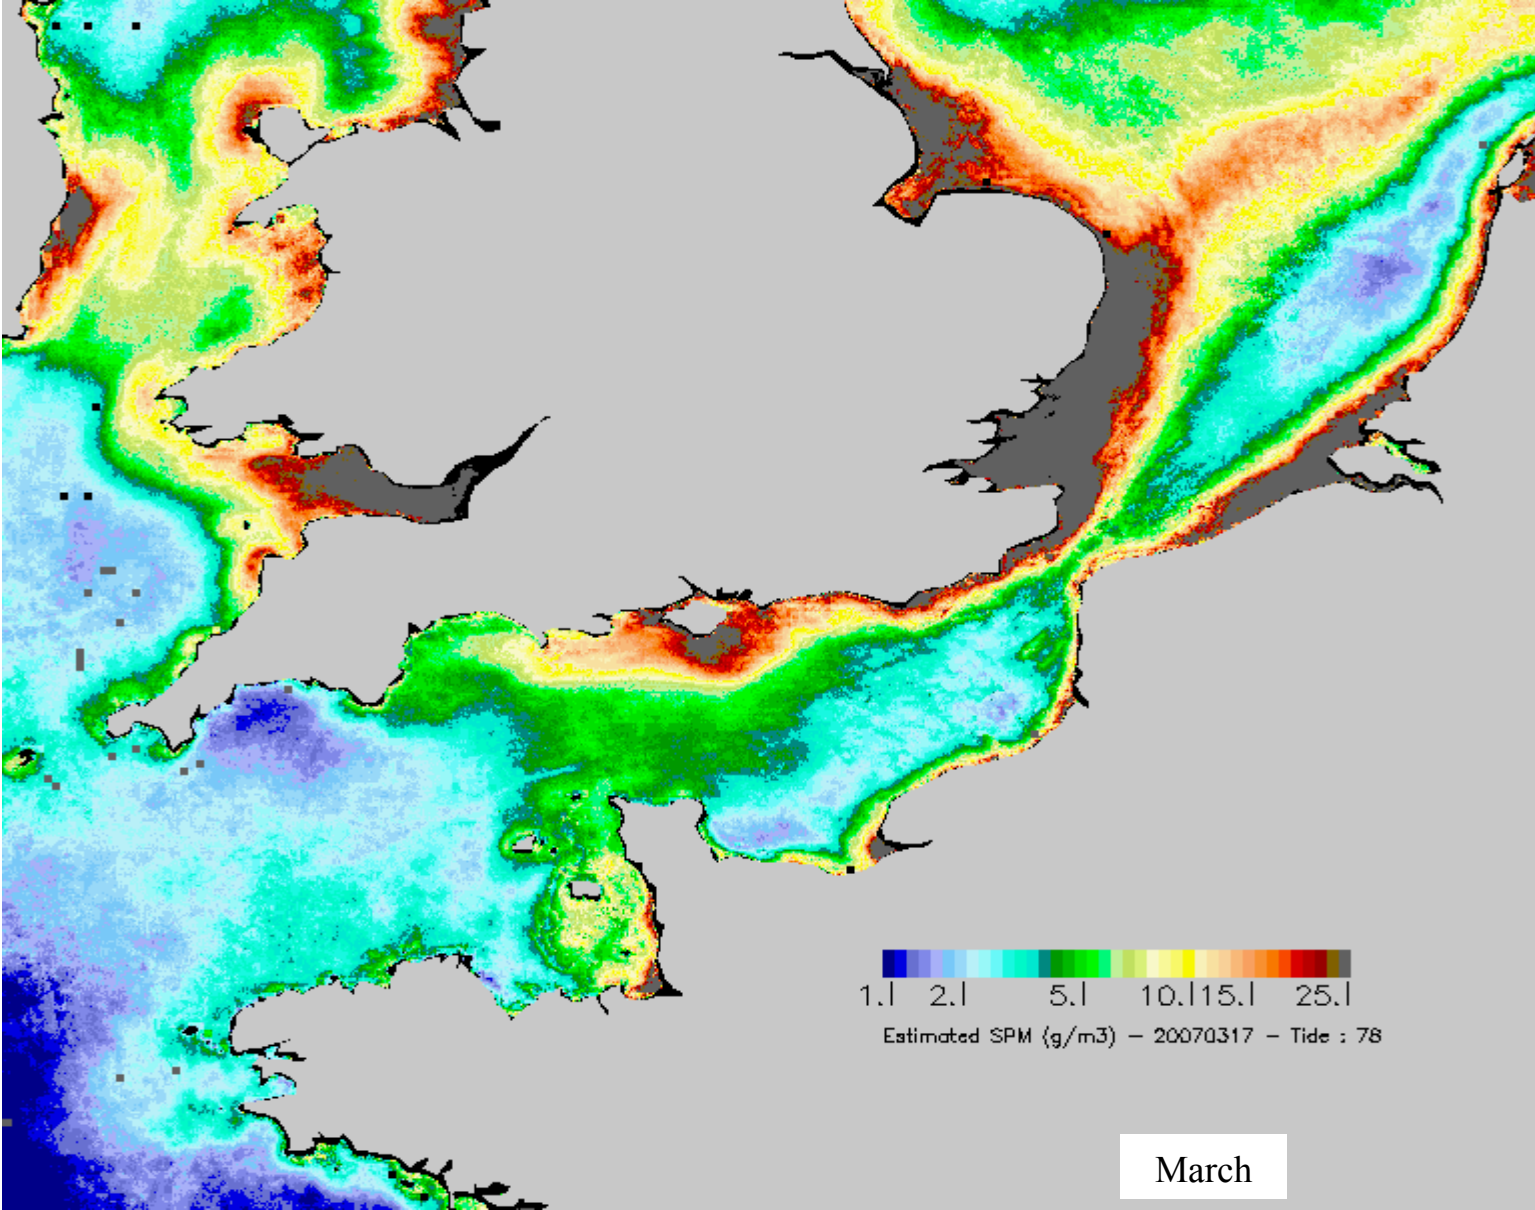 1.| 2.| 5.| 10.| 15.| 25.|
Estimated SPM (g/m3) – 20070317 – Tide : 78
March